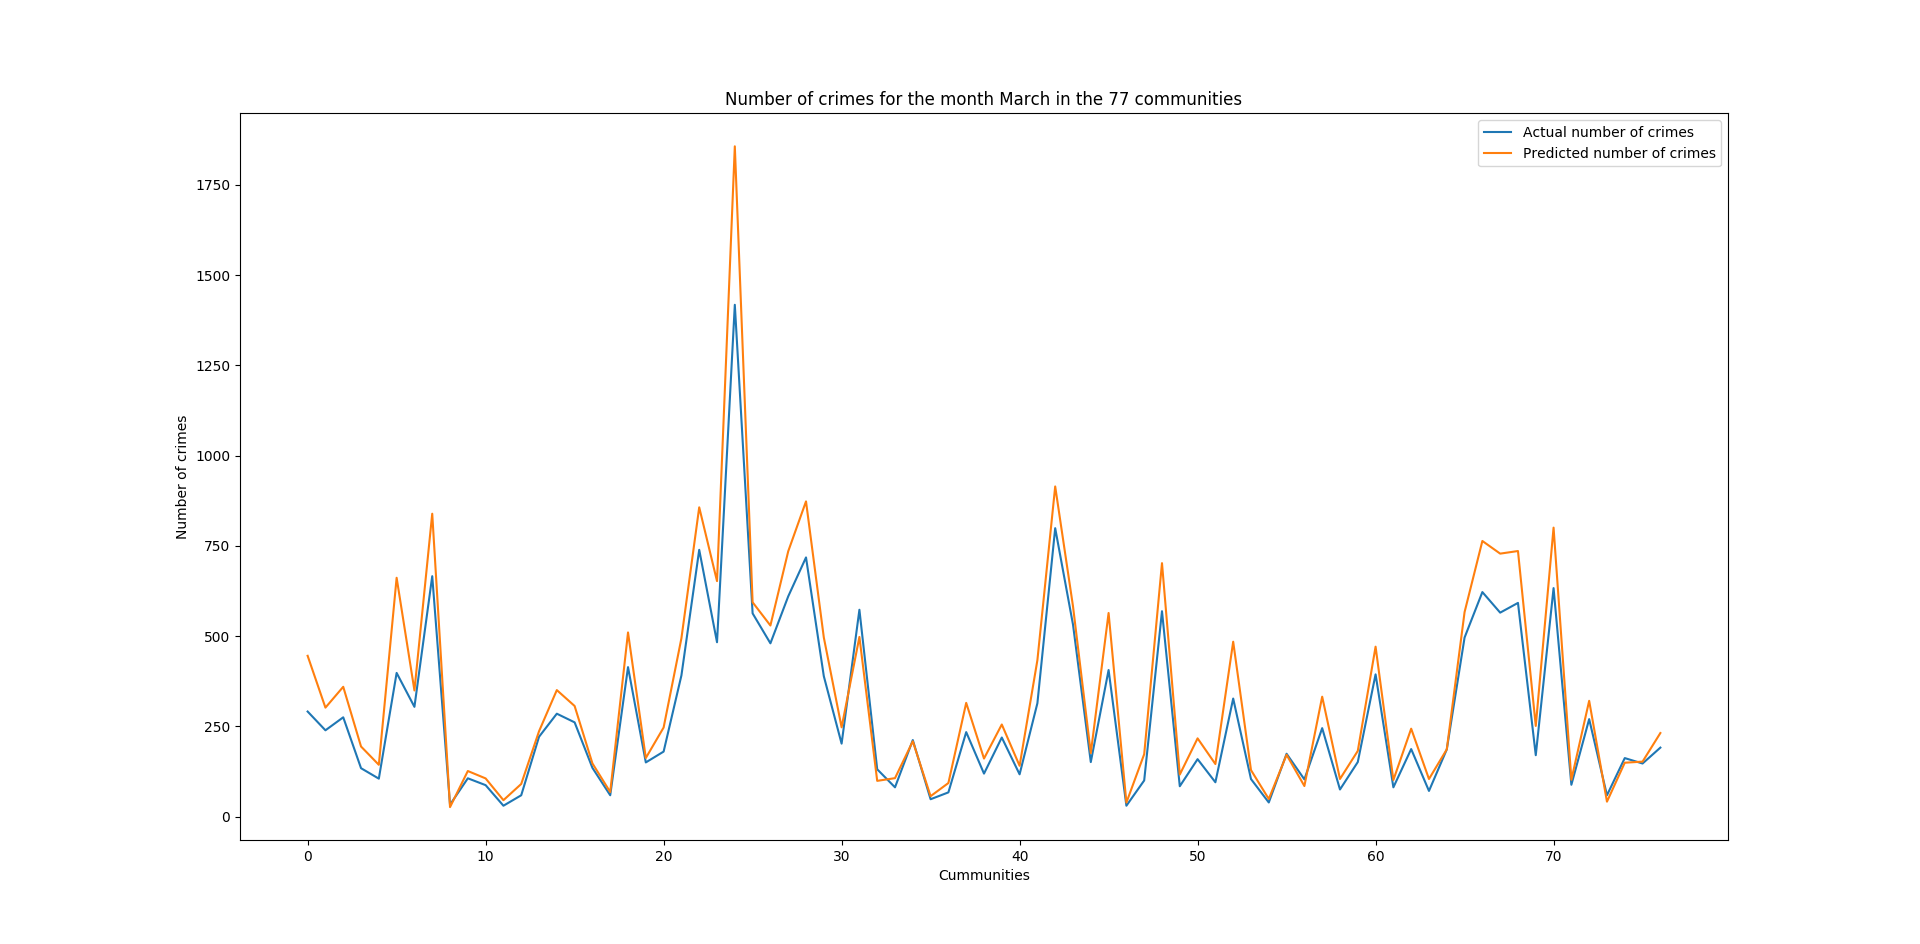 Number of crimes for the month March in the 77 communities
Actual number of crimes
Predicted number of crimes
Number of crimes
1750
1500
1250
1000
750
500
250
0
0 10 20 30 40 50 60 70
Cummunities